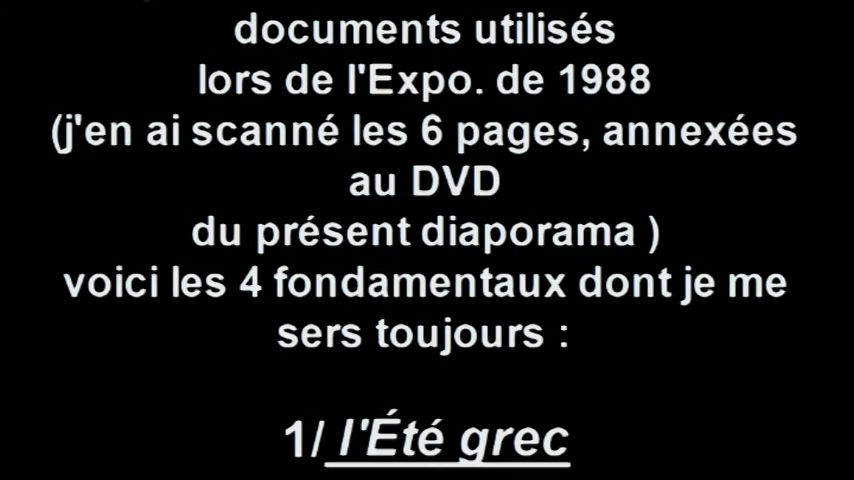 documents utilisés
lors de l'Expo. de 1988
(j'en ai scanné les 6 pages, annexées
au DVD
du présent diaporama )
voici les 4 fondamentaux dont je me
sers toujours :
1/ l'Été grec